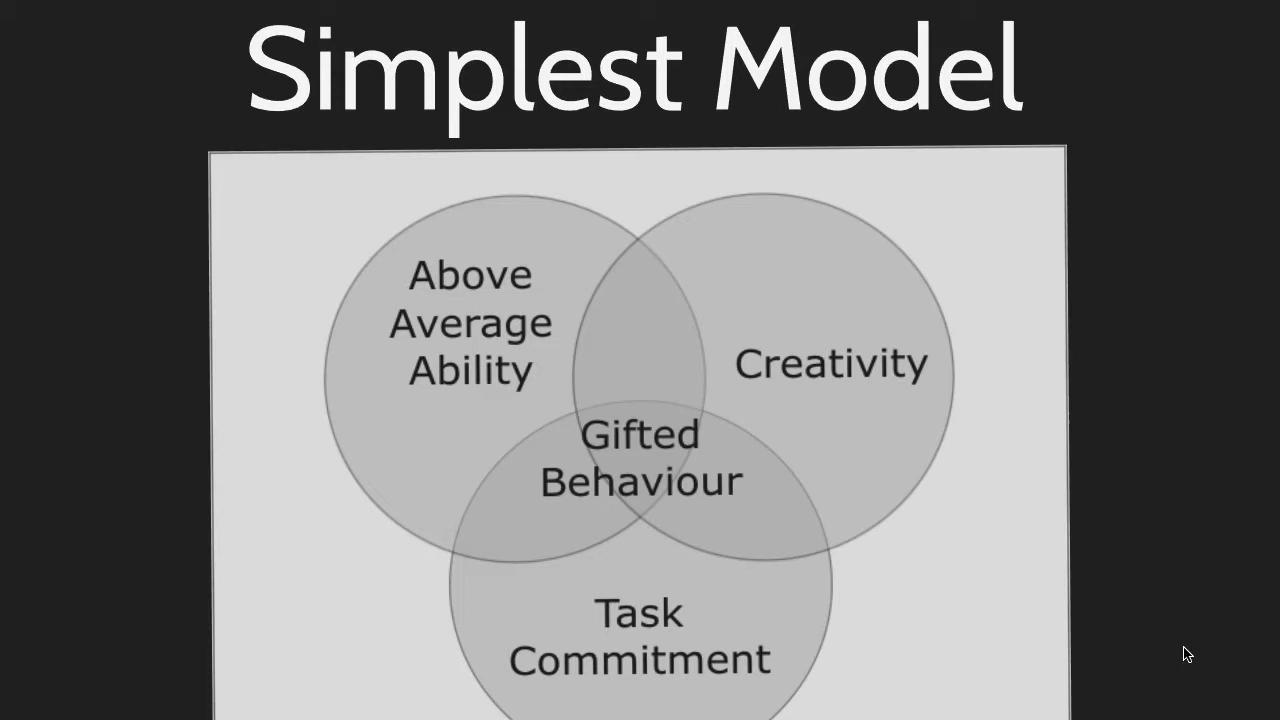 Simplest Model
Above
Average
Ability
Creativity
Gifted
Behaviour
Task
Commitment